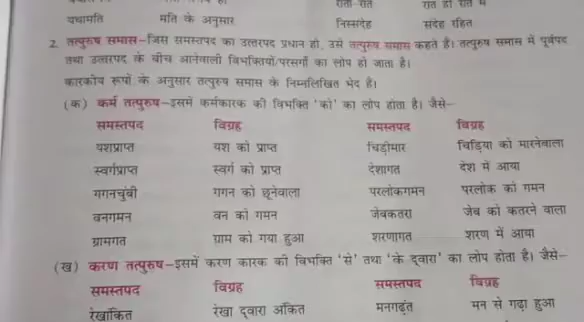 राता-रात रात ही रात में
यथामति मति के अनुसार निस्संदेह संदेह रहित
2. तत्पुरुष समास–जिस समस्तपद का उत्तरपद प्रधान हो, उसे तत्पुरुष समास कहते हैं। तत्पुरुष समास में पूर्वपद
तथा उत्तरपद के बीच आनेवाली विभक्तियों/परसर्गों का लोप हो जाता है।
कारकीय रूपों के अनुसार तत्पुरुष समास के निम्नलिखित भेद हैं।
(क) कर्म तत्पुरुष–इसमें कर्मकारक की विभक्ति 'को' का लोप होता है। जैसे–
समस्तपद विग्रह समस्तपद विग्रह
यशप्राप्त यश को प्राप्त चिड़ीमार चिड़िया को मारनेवाला
स्वर्गप्राप्त स्वर्ग को प्राप्त देशागत देश में आया
गगनचुंबी गगन को छूनेवाला परलोकगमन परलोक को गमन
वनगमन वन को गमन जेबकतरा जेब को कतरने वाला
ग्रामगत ग्राम को गया हुआ शरणागत शरण में आया
(ख) करण तत्पुरुष–इसमें करण कारक की विभक्ति 'से' तथा 'के द्वारा' का लोप होता है। जैसे–
समस्तपद विग्रह समस्तपद विग्रह
रेखांकित रेखा द्वारा अंकित मनगढ़ंत मन से गढ़ा हुआ